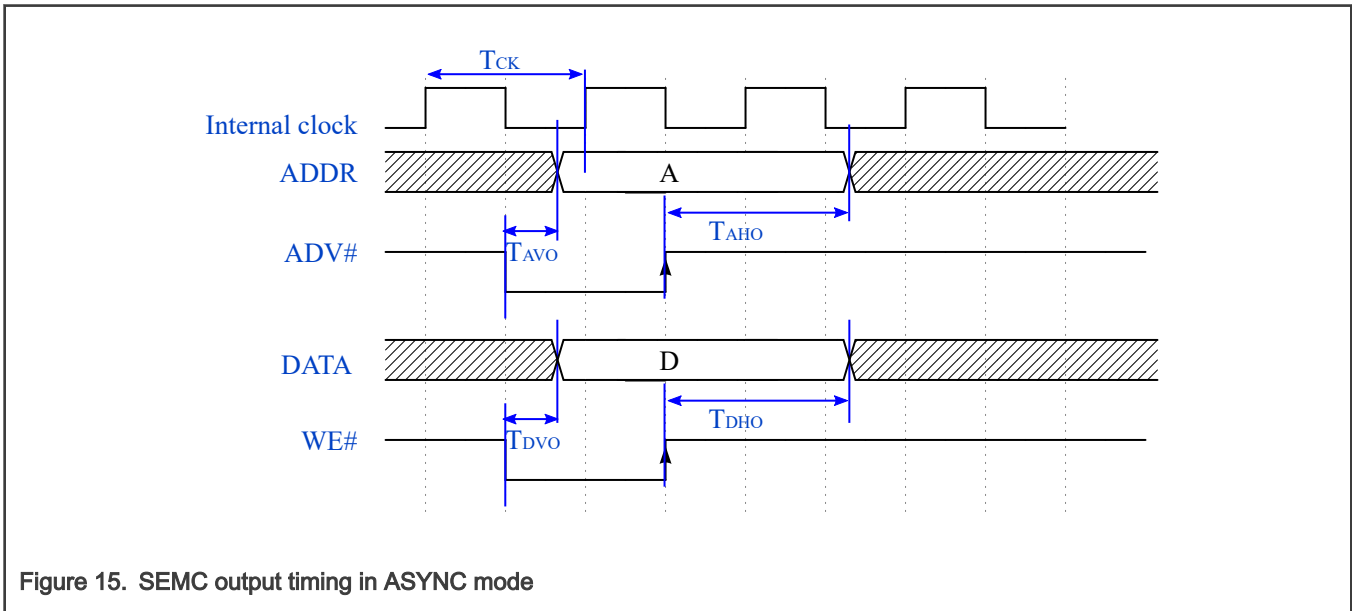 TCK
Internal clock
ADDR
A
TAHO
ADV#
TAVO
DATA
D
TDHO
WE#
TDVO
Figure 15. SEMC output timing in ASYNC mode